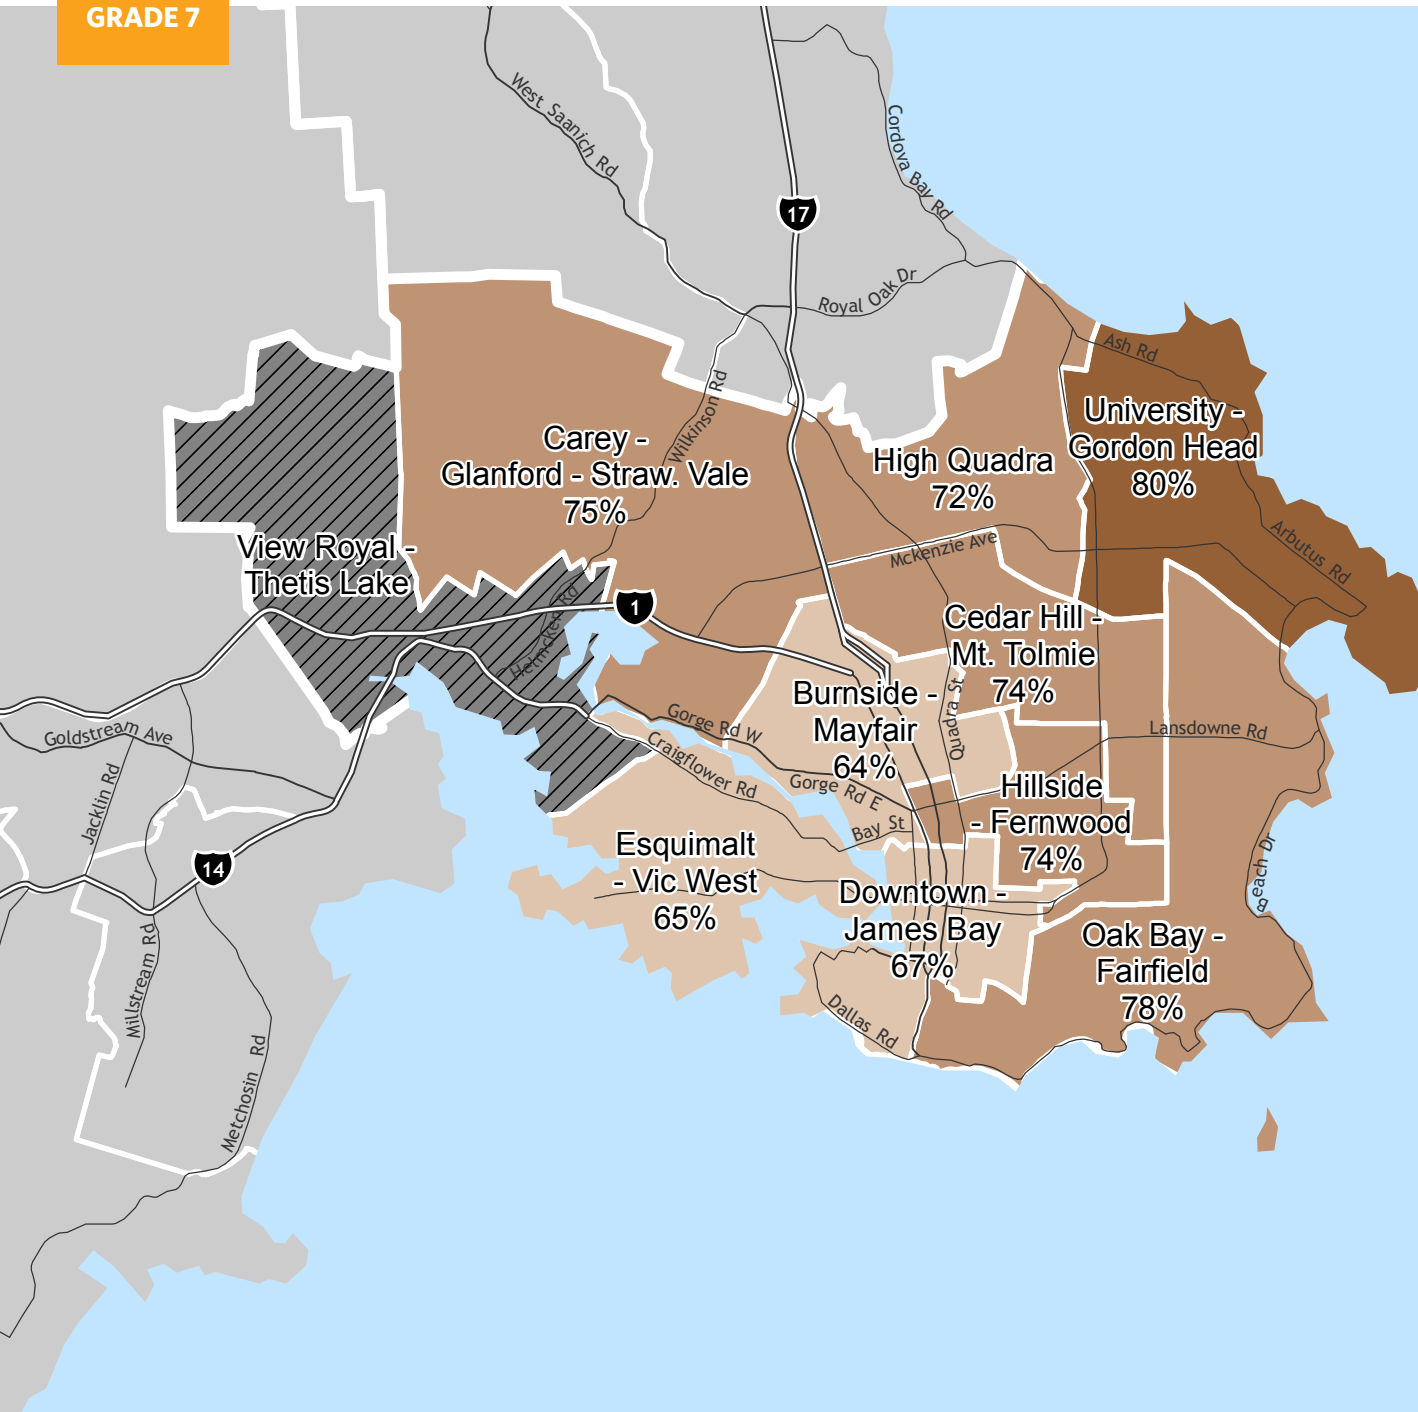 GRADE 7
West Saanich Rd
Cordova Bay Rd
17
Royal Oak Dr
Ash Rd
Wilkinson Rd
University -
Gordon Head
80%
Carey -
Glanford - Straw. Vale
75%
High Quadra
72%
Arbutus Rd
Mckenzie Ave
View Royal -
Thetis Lake
Helmcken Rd
1
Cedar Hill -
Mt. Tolmie
74%
Burnside -
Mayfair
64%
Quadra St
Gorge Rd W
Lansdowne Rd
Goldstream Ave
Craigflower Rd
Gorge Rd E
Jacklin Rd
Hillside
- Fernwood
74%
Bay St
14
Esquimalt
- Vic West
65%
Beach Dr
Downtown -
James Bay
67%
Oak Bay -
Fairfield
78%
Millstream Rd
Dallas Rd
Metchosin Rd